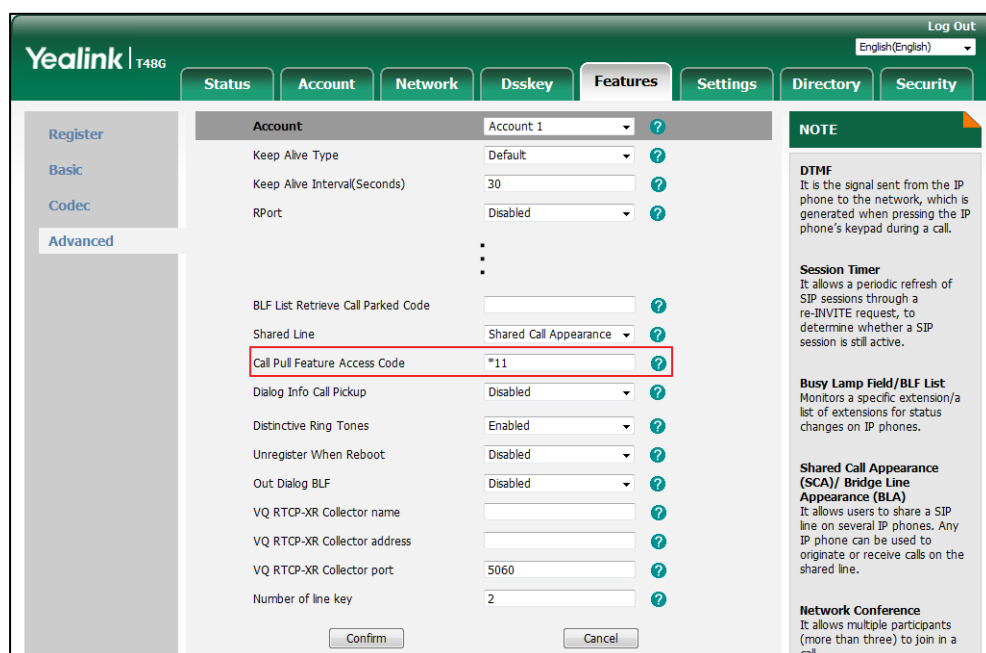 Log Out
Yealink T48G
English(English)
Status Account Network Dsskey Features Settings Directory Security
Register
Basic
Codec
Advanced
Account Account 1 ?
Keep Alive Type Default ?
Keep Alive Interval(Seconds) 30 ?
RPort Disabled ?
BLF List Retrieve Call Parked Code ?
Shared Line Shared Call Appearance ?
Call Pull Feature Access Code *11 ?
Dialog Info Call Pickup Disabled ?
Distinctive Ring Tones Enabled ?
Unregister When Reboot Disabled ?
Out Dialog BLF Disabled ?
VQ RTCP-XR Collector name ?
VQ RTCP-XR Collector address ?
VQ RTCP-XR Collector port 5060 ?
Number of line key 2 ?
Confirm Cancel
NOTE
DTMF
It is the signal sent from the IP
phone to the network, which is
generated when pressing the IP
phone's keypad during a call.
Session Timer
It allows a periodic refresh of
SIP sessions through a
re-INVITE request, to
determine whether a SIP
session is still active.
Busy Lamp Field/BLF List
Monitors a specific extension/a
list of extensions for status
changes on IP phones.
Shared Call Appearance
(SCA)/ Bridge Line
Appearance (BLA)
It allows users to share a SIP
line on several IP phones. Any
IP phone can be used to
originate or receive calls on the
shared line.
Network Conference
It allows multiple participants
(more than three) to join in a
call